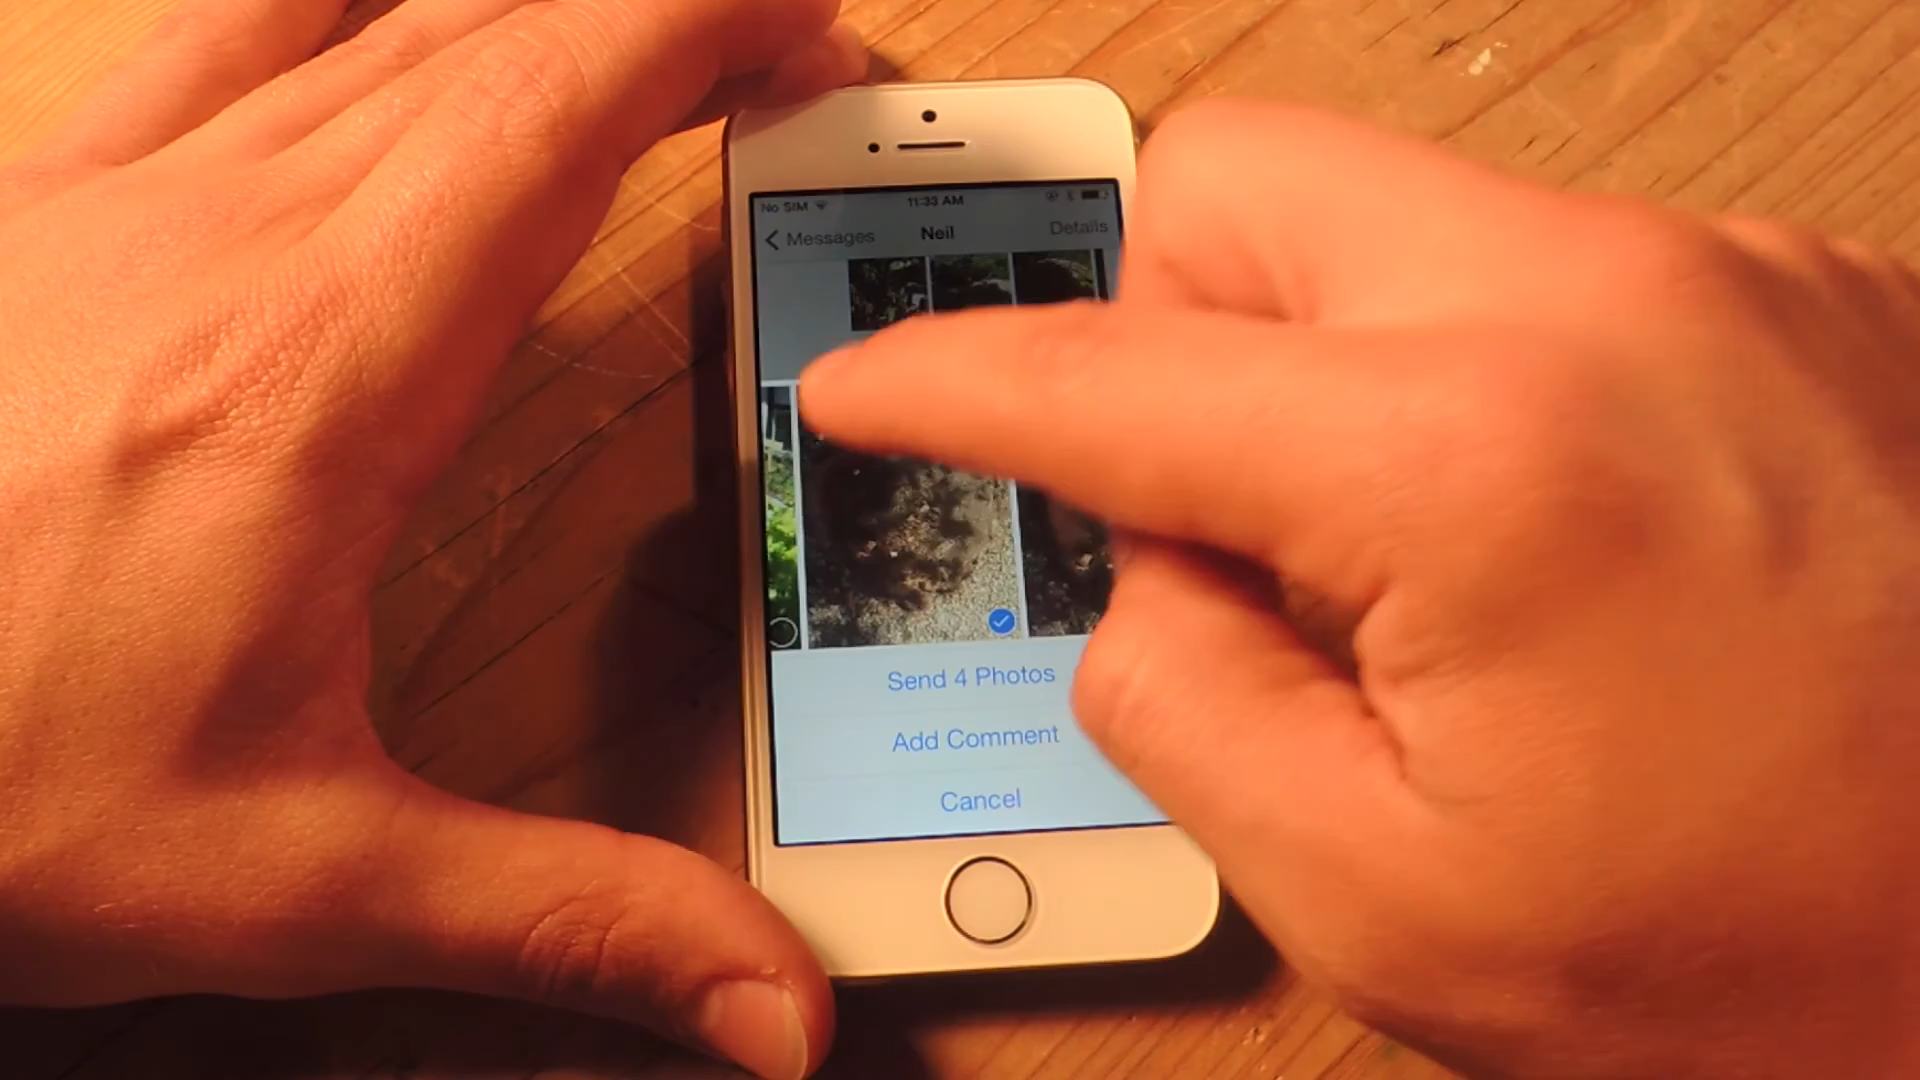 No SIM 11:33 AM
Messages Neil Details
Send 4 Photos
Add Comment
Cancel